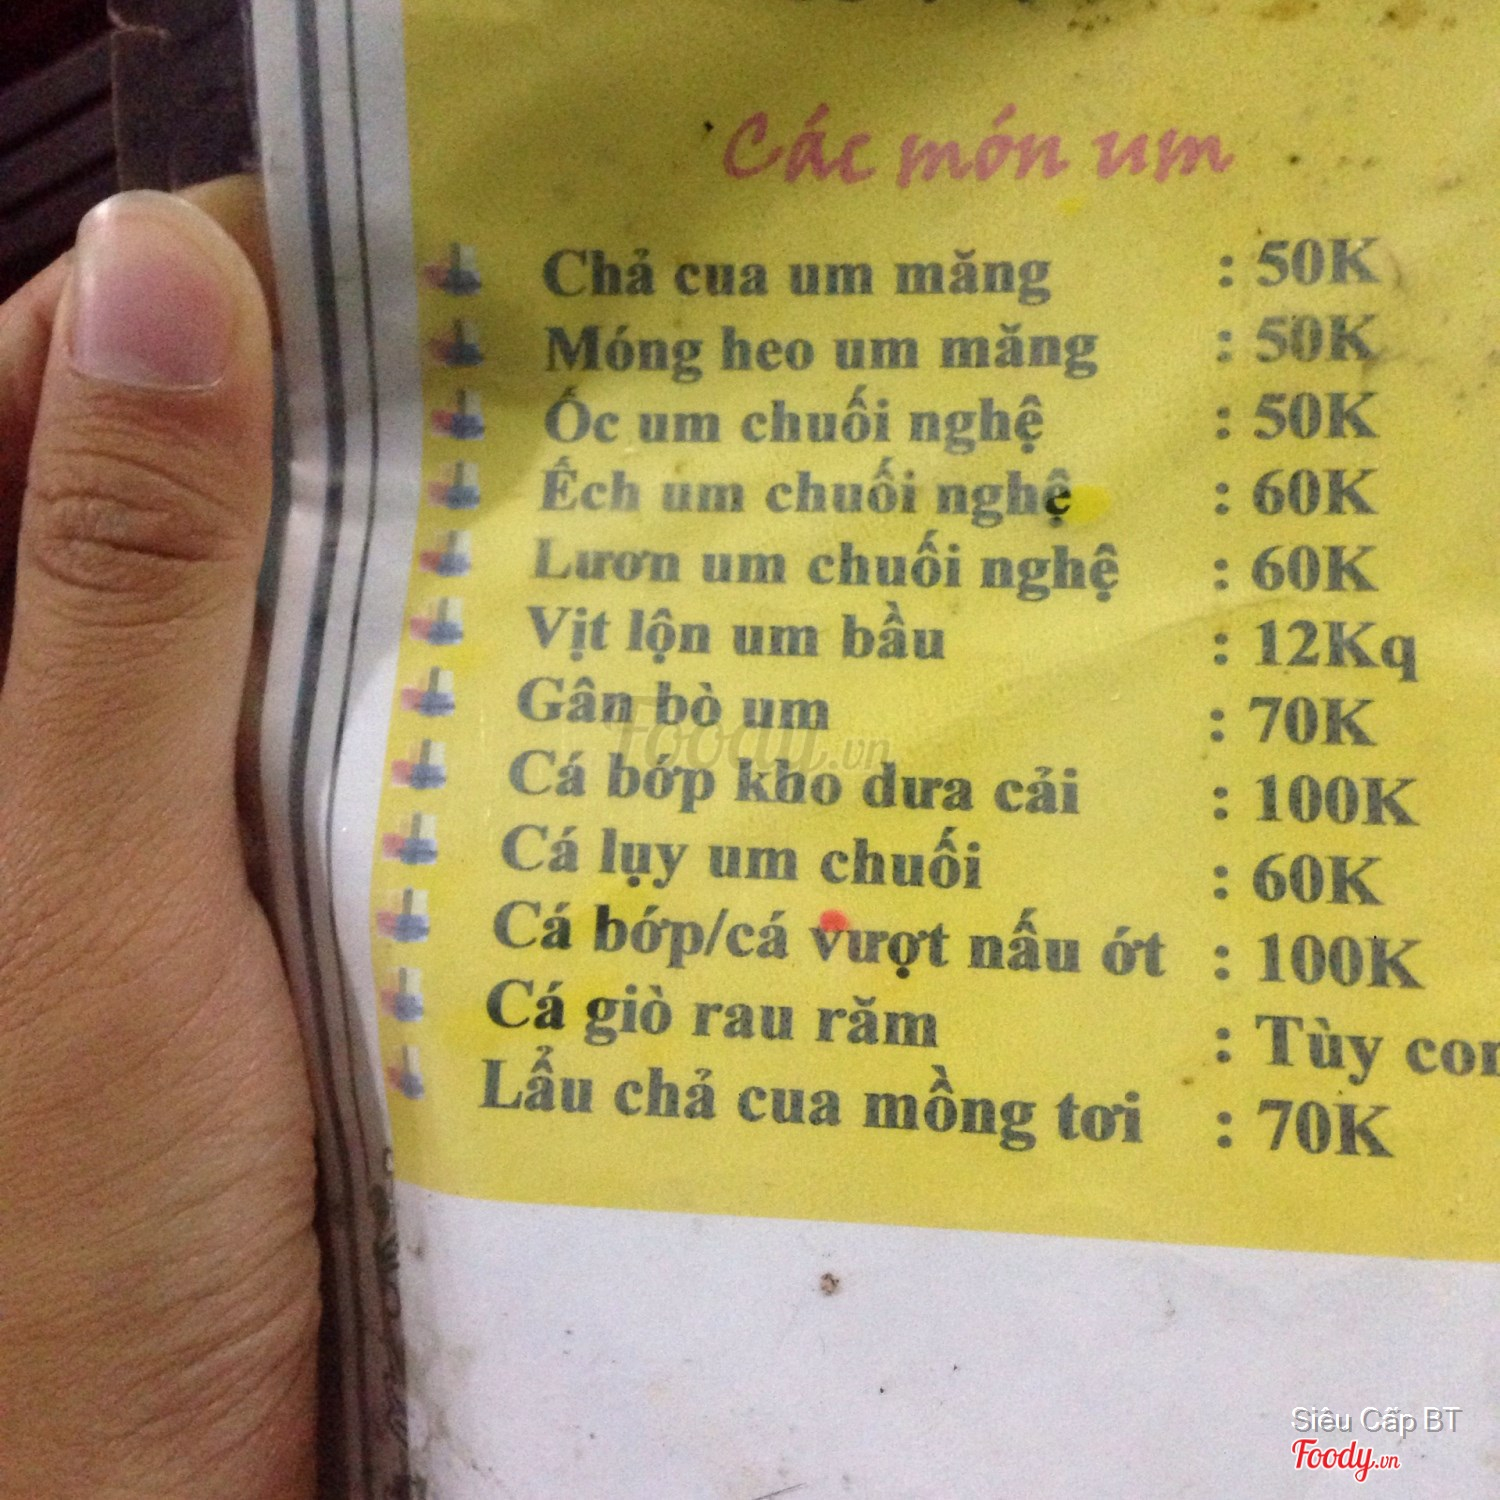 Các món um
Chả cua um măng : 50K
Móng heo um măng : 50K
Ốc um chuối nghệ : 50K
Ếch um chuối nghệ : 60K
Lươn um chuối nghệ : 60K
Vịt lộn um bầu : 12Kq
Gân bò um : 70K
Foody.vn
Cá bớp kho dưa cải : 100K
Cá lụy um chuối : 60K
Cá bớp/cá vượt nấu ớt : 100K
Cá giò rau răm : Tùy con
Lẩu chả cua mồng tơi : 70K
Siêu Cấp BT
Foody.vn